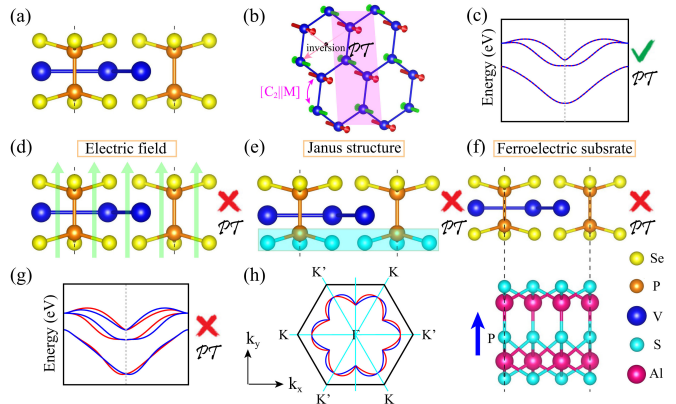 (a)
(b)
inversion
PT
[C₂||M]
(c)
Energy (eV)
PT
(d)
Electric field
PT
(e)
Janus structure
PT
(f)
Ferroelectric subsrate
PT
(g)
Energy (eV)
PT
(h)
K' K
K Γ K'
K' K
k_y
k_x
P
Se
P
V
S
Al